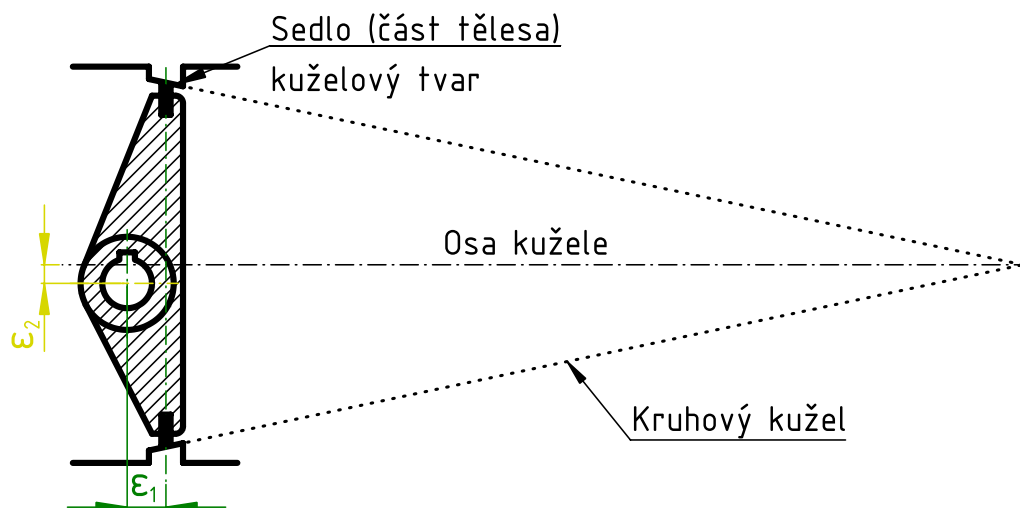 Sedlo (část tělesa)
kuželový tvar
Osa kužele
ε₂
Kruhový kužel
ε₁